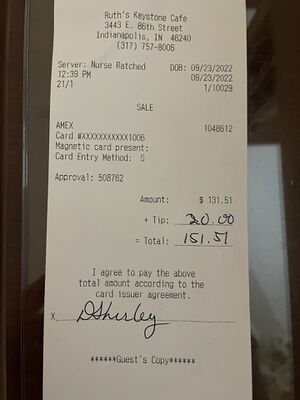 Ruth's Keystone Cafe
3443 E. 86th Street
Indianapolis, IN 46240
(317) 757-8006
Server: Nurse Ratched DOB: 09/23/2022
12:39 PM 09/23/2022
21/1 1/10029
SALE
AMEX 1048612
Card #XXXXXXXXXXX1006
Magnetic card present:
Card Entry Method: S
Approval: 508762
Amount: $ 131.51
+ Tip: 20.00
= Total: 151.51
I agree to pay the above
total amount according to the
card issuer agreement.
X DShirley
******Guest's Copy******